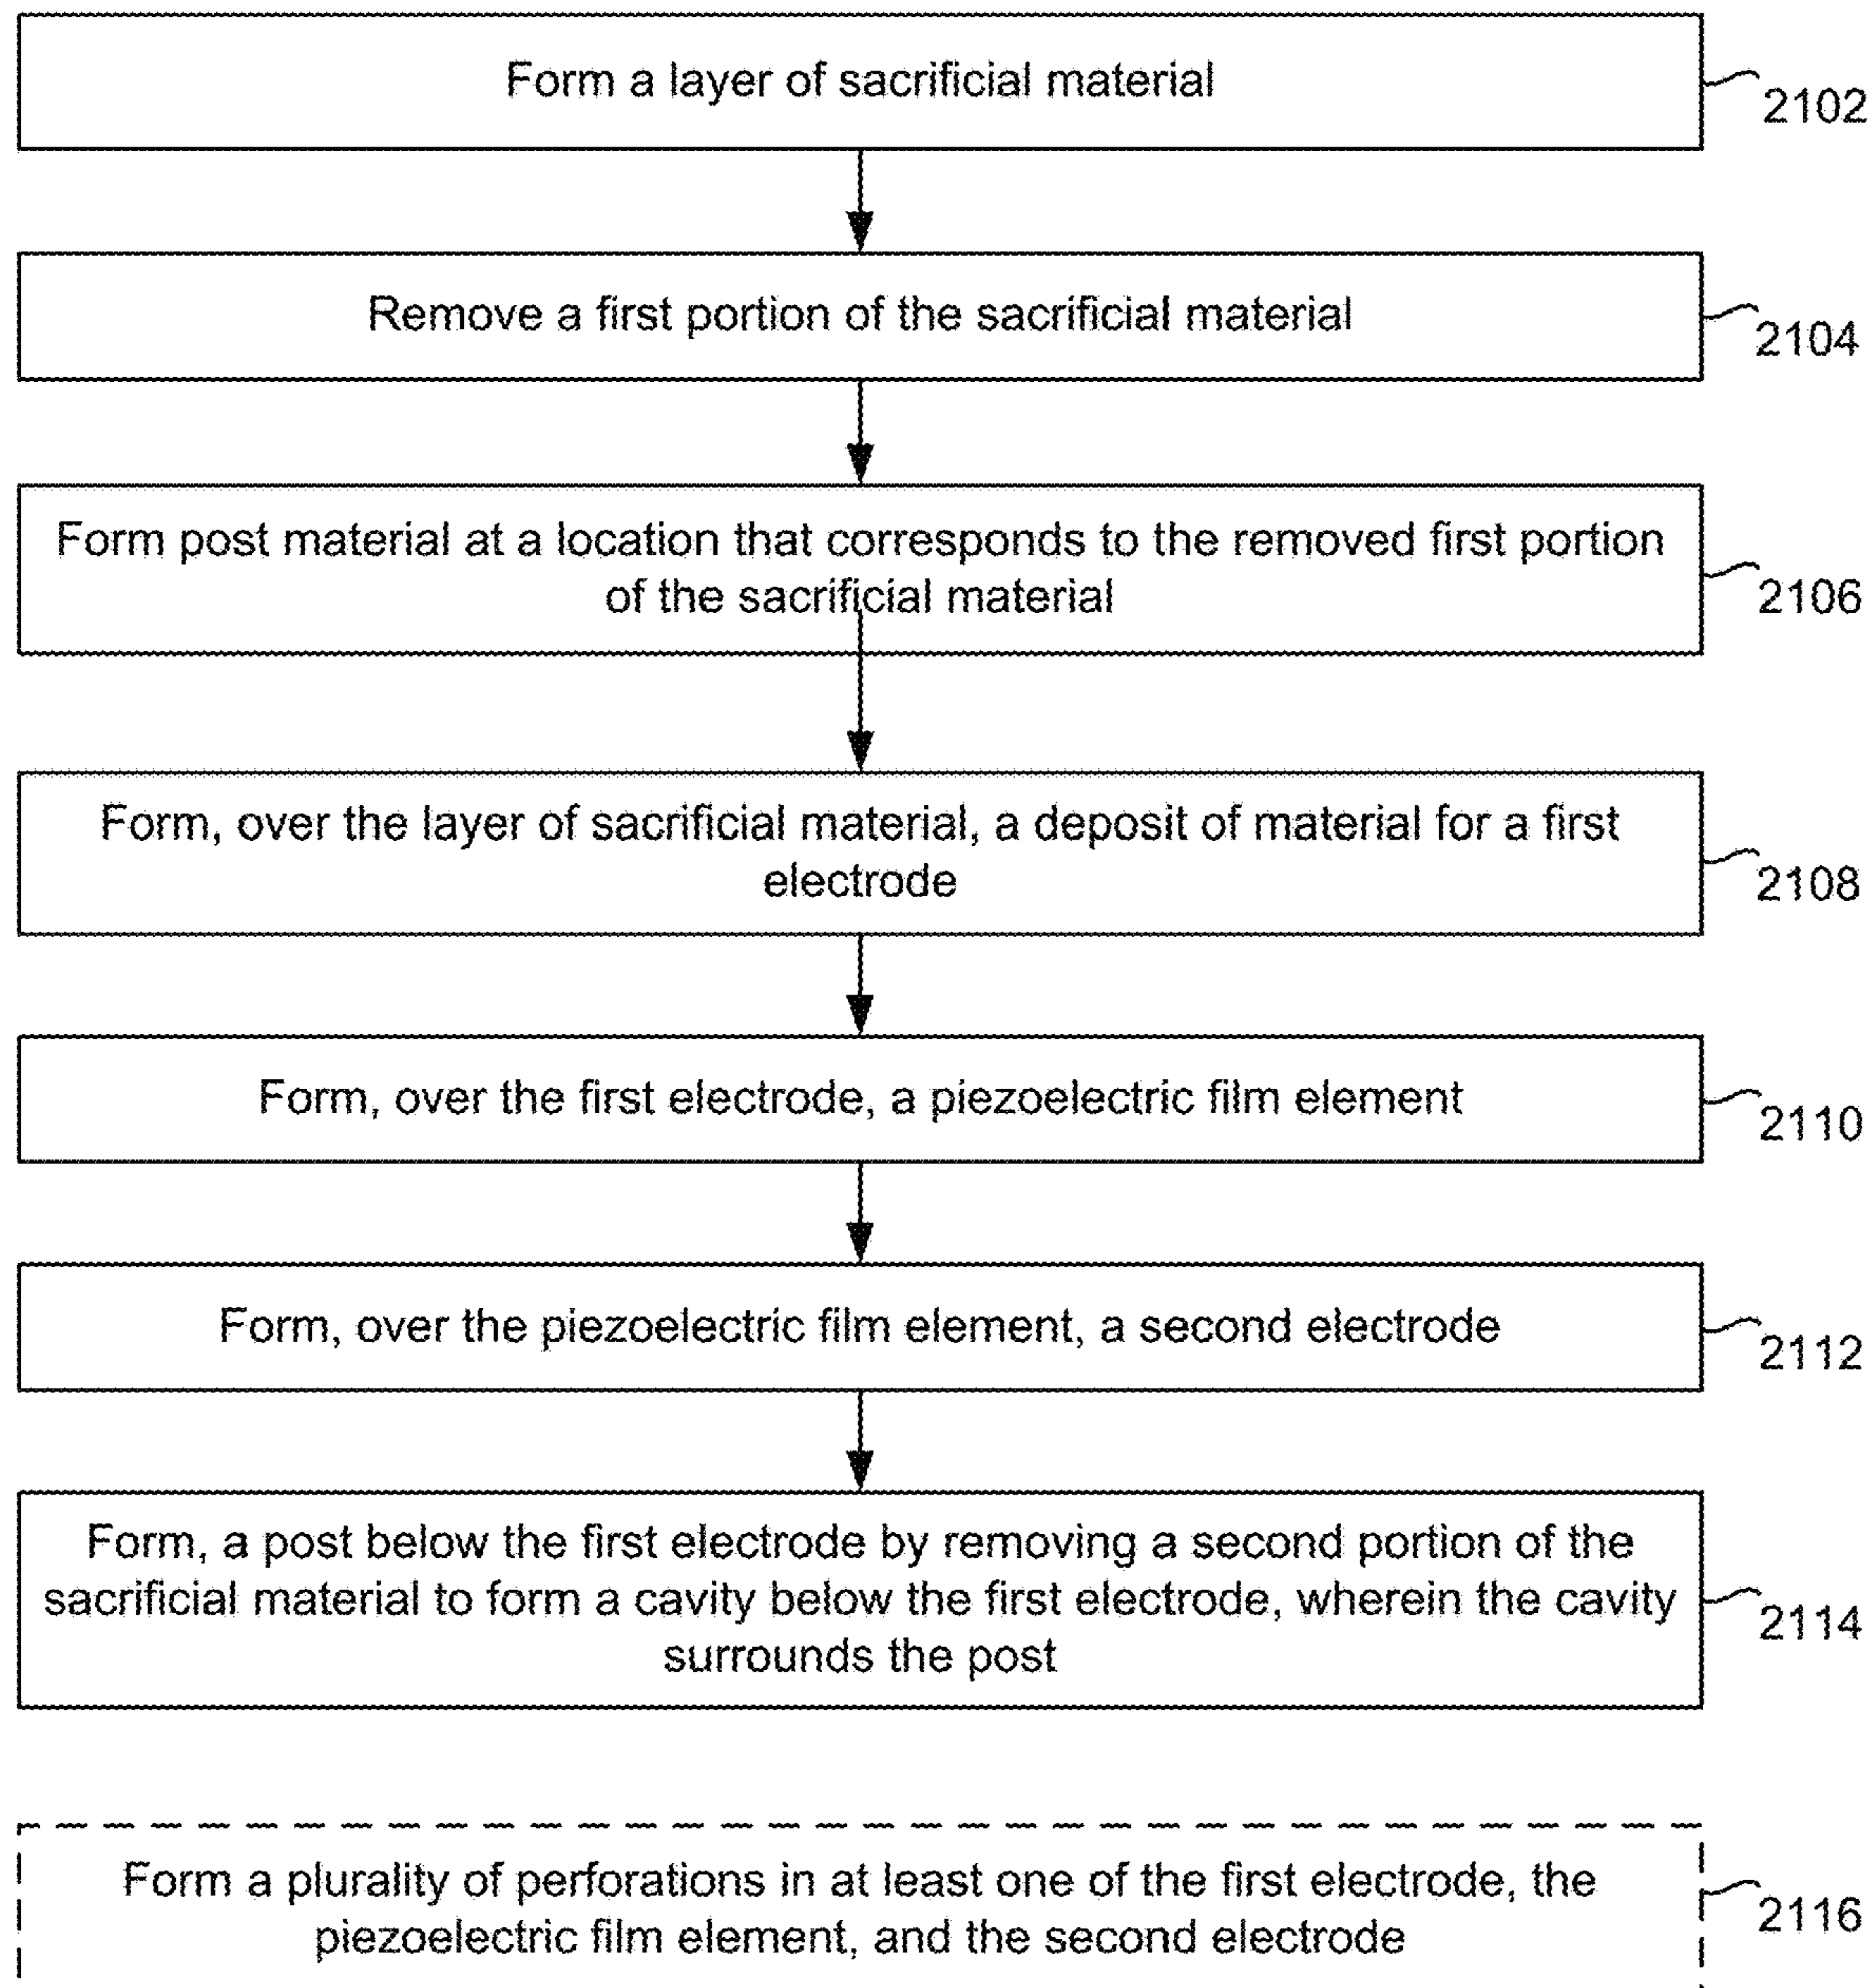 Form a layer of sacrificial material
2102
Remove a first portion of the sacrificial material
2104
Form post material at a location that corresponds to the removed first portion
of the sacrificial material
2106
Form, over the layer of sacrificial material, a deposit of material for a first
electrode
2108
Form, over the first electrode, a piezoelectric film element
2110
Form, over the piezoelectric film element, a second electrode
2112
Form, a post below the first electrode by removing a second portion of the
sacrificial material to form a cavity below the first electrode, wherein the cavity
surrounds the post
2114
Form a plurality of perforations in at least one of the first electrode, the
piezoelectric film element, and the second electrode
2116